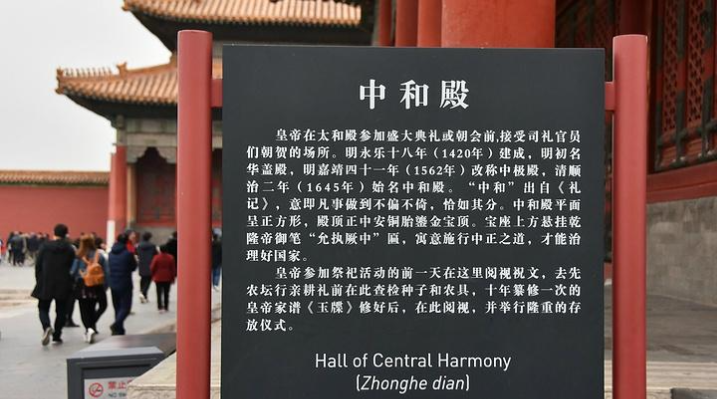 中和殿
皇帝在太和殿参加盛大典礼或朝会前,接受司礼官员
们朝贺的场所。明永乐十八年（1420年）建成，明初名
华盖殿，明嘉靖四十一年（1562年）改称中极殿，清顺
治二年（1645年）始名中和殿。“中和”出自《礼
记》，意即凡事做到不偏不倚，恰如其分。中和殿平面
呈正方形，殿顶正中安铜胎鎏金宝顶。宝座上方悬挂乾
隆帝御笔“允执厥中”匾，寓意施行中正之道，才能治
理好国家。
皇帝参加祭祀活动的前一天在这里阅视祝文，去先
农坛行亲耕礼前在此查检种子和农具，十年纂修一次的
皇帝家谱《玉牒》修好后，在此阅视，并举行隆重的存
放仪式。
Hall of Central Harmony
(Zhonghe dian)
禁止
NO